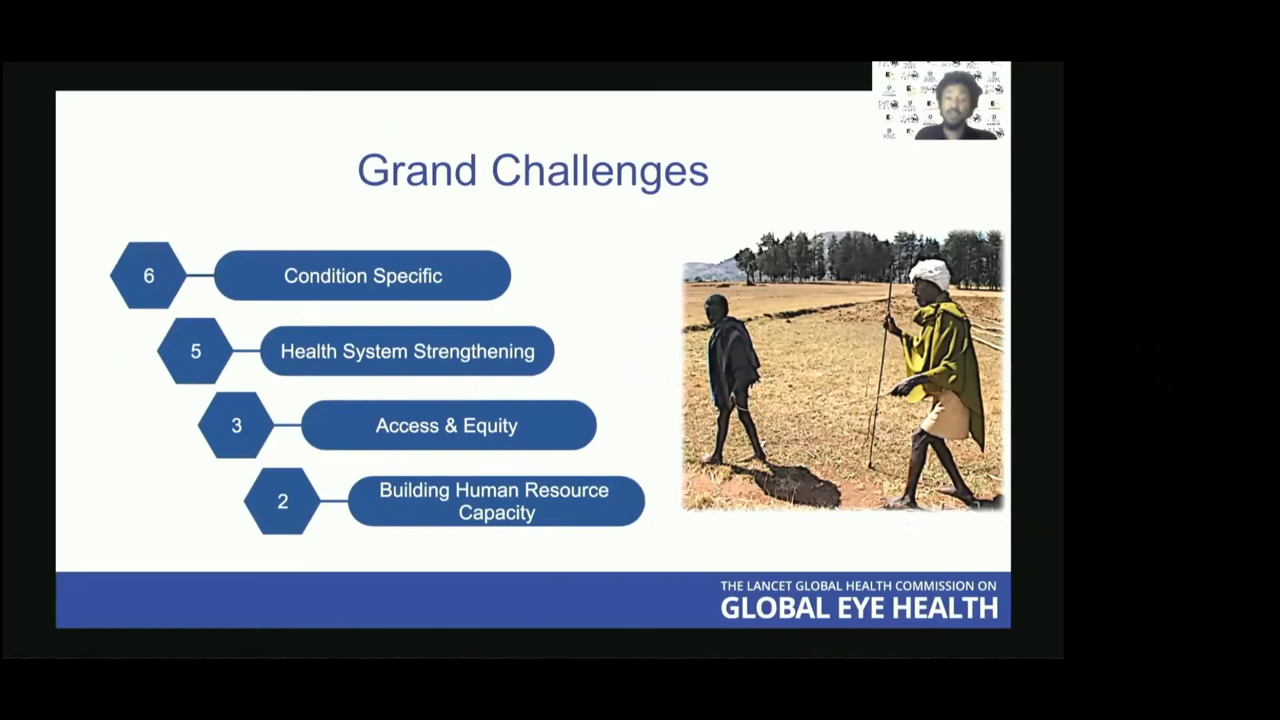 Grand Challenges
6
Condition Specific
5
Health System Strengthening
3
Access & Equity
2
Building Human Resource
Capacity
THE LANCET GLOBAL HEALTH COMMISSION ON
GLOBAL EYE HEALTH